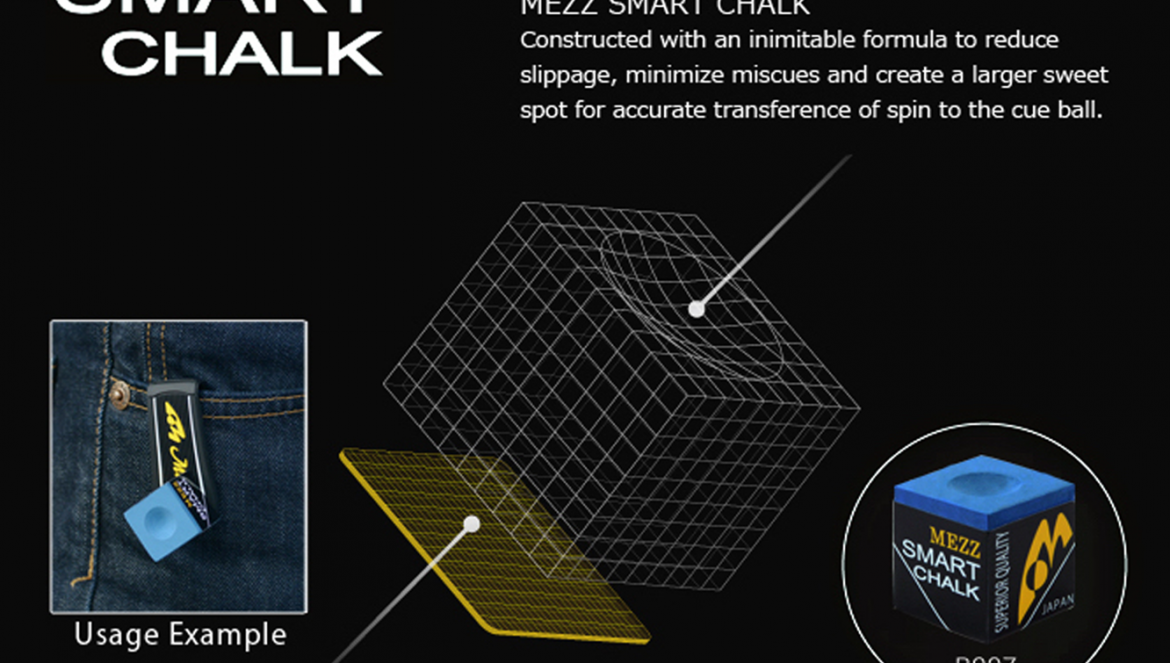 SMART
CHALK
MEZZ SMART CHALK
Constructed with an inimitable formula to reduce
slippage, minimize miscues and create a larger sweet
spot for accurate transference of spin to the cue ball.
Usage Example
MEZZ
SMART
CHALK
SUPERIOR QUALITY
JAPAN